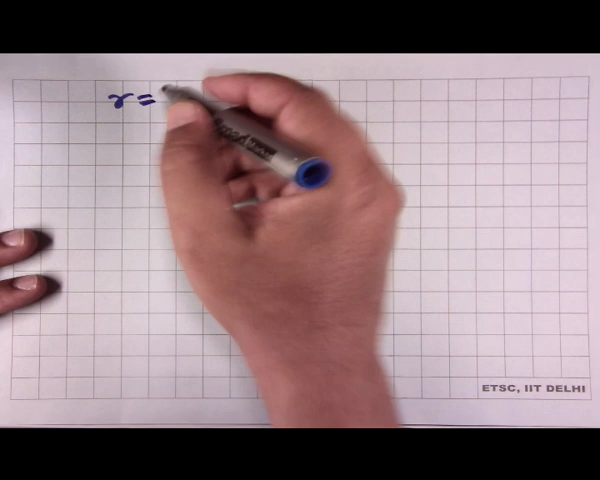 r =
ETSC, IIT DELHI